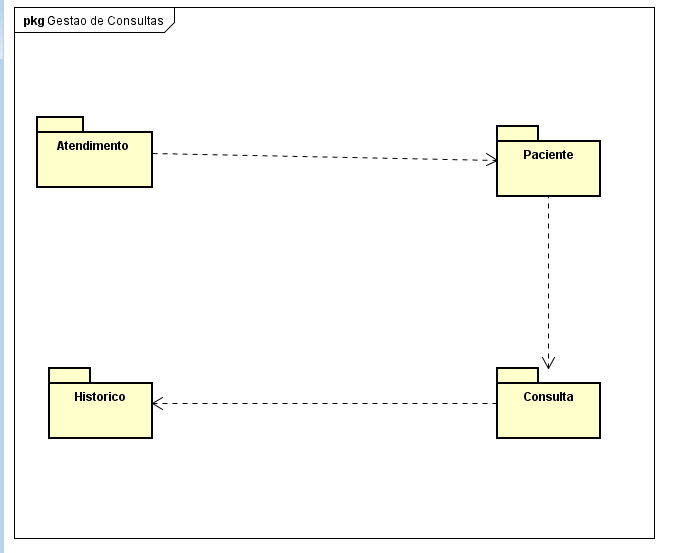 pkg Gestao de Consultas
Atendimento
Paciente
Historico
Consulta